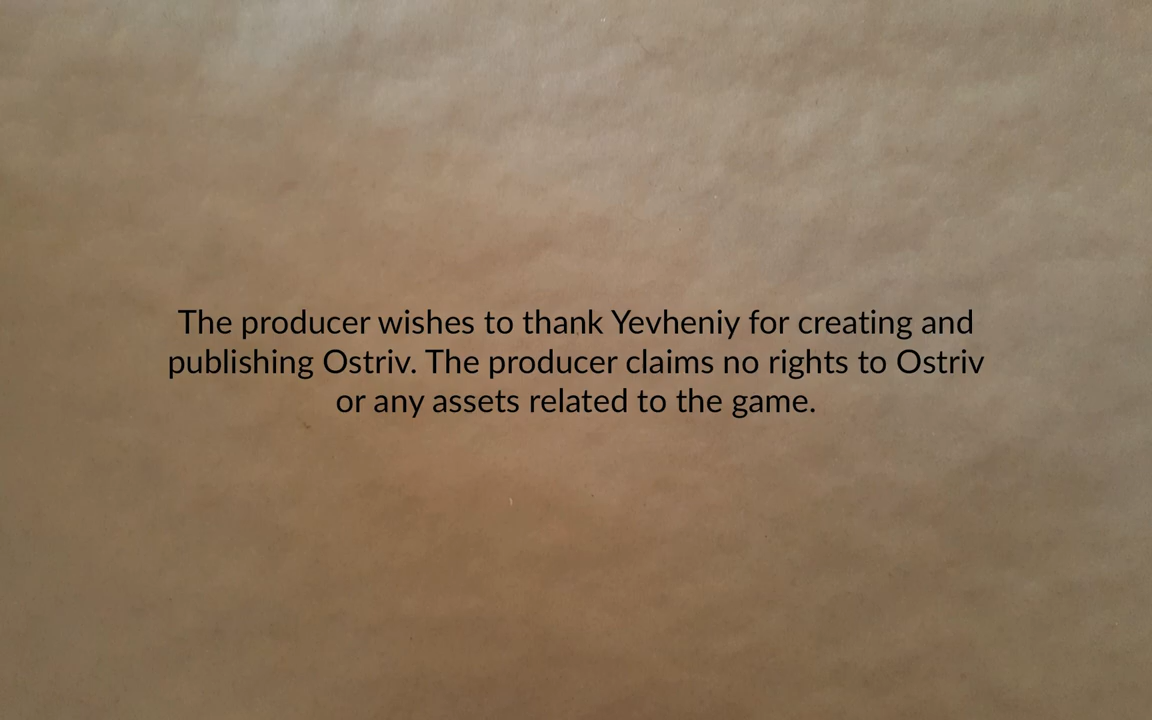 The producer wishes to thank Yevheniy for creating and
publishing Ostriv. The producer claims no rights to Ostriv
or any assets related to the game.